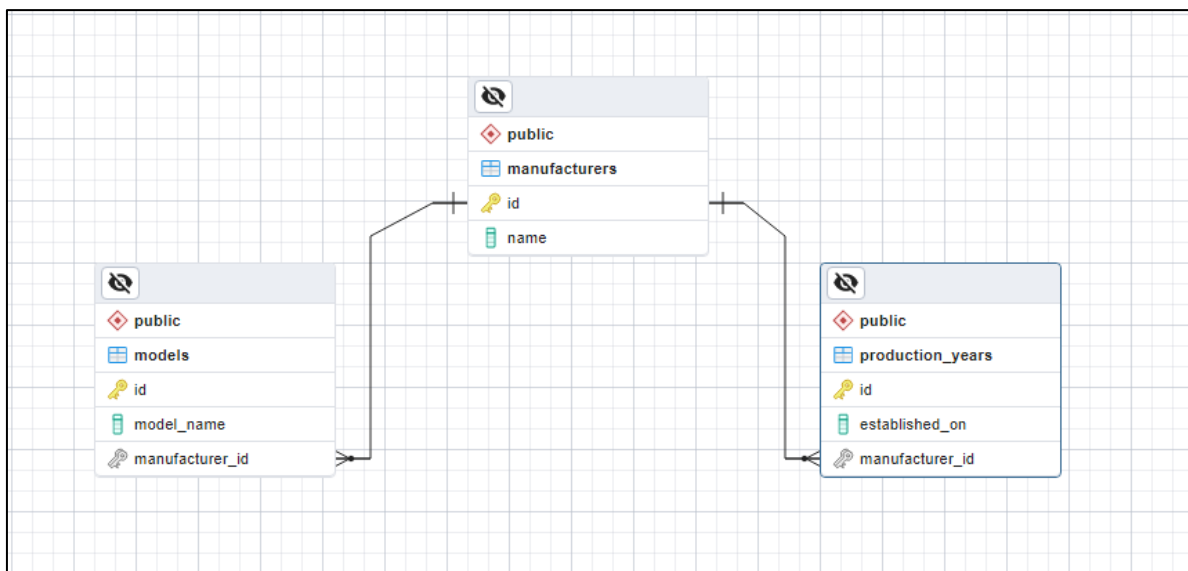 public
manufacturers
id
name
public
models
id
model_name
manufacturer_id
public
production_years
id
established_on
manufacturer_id